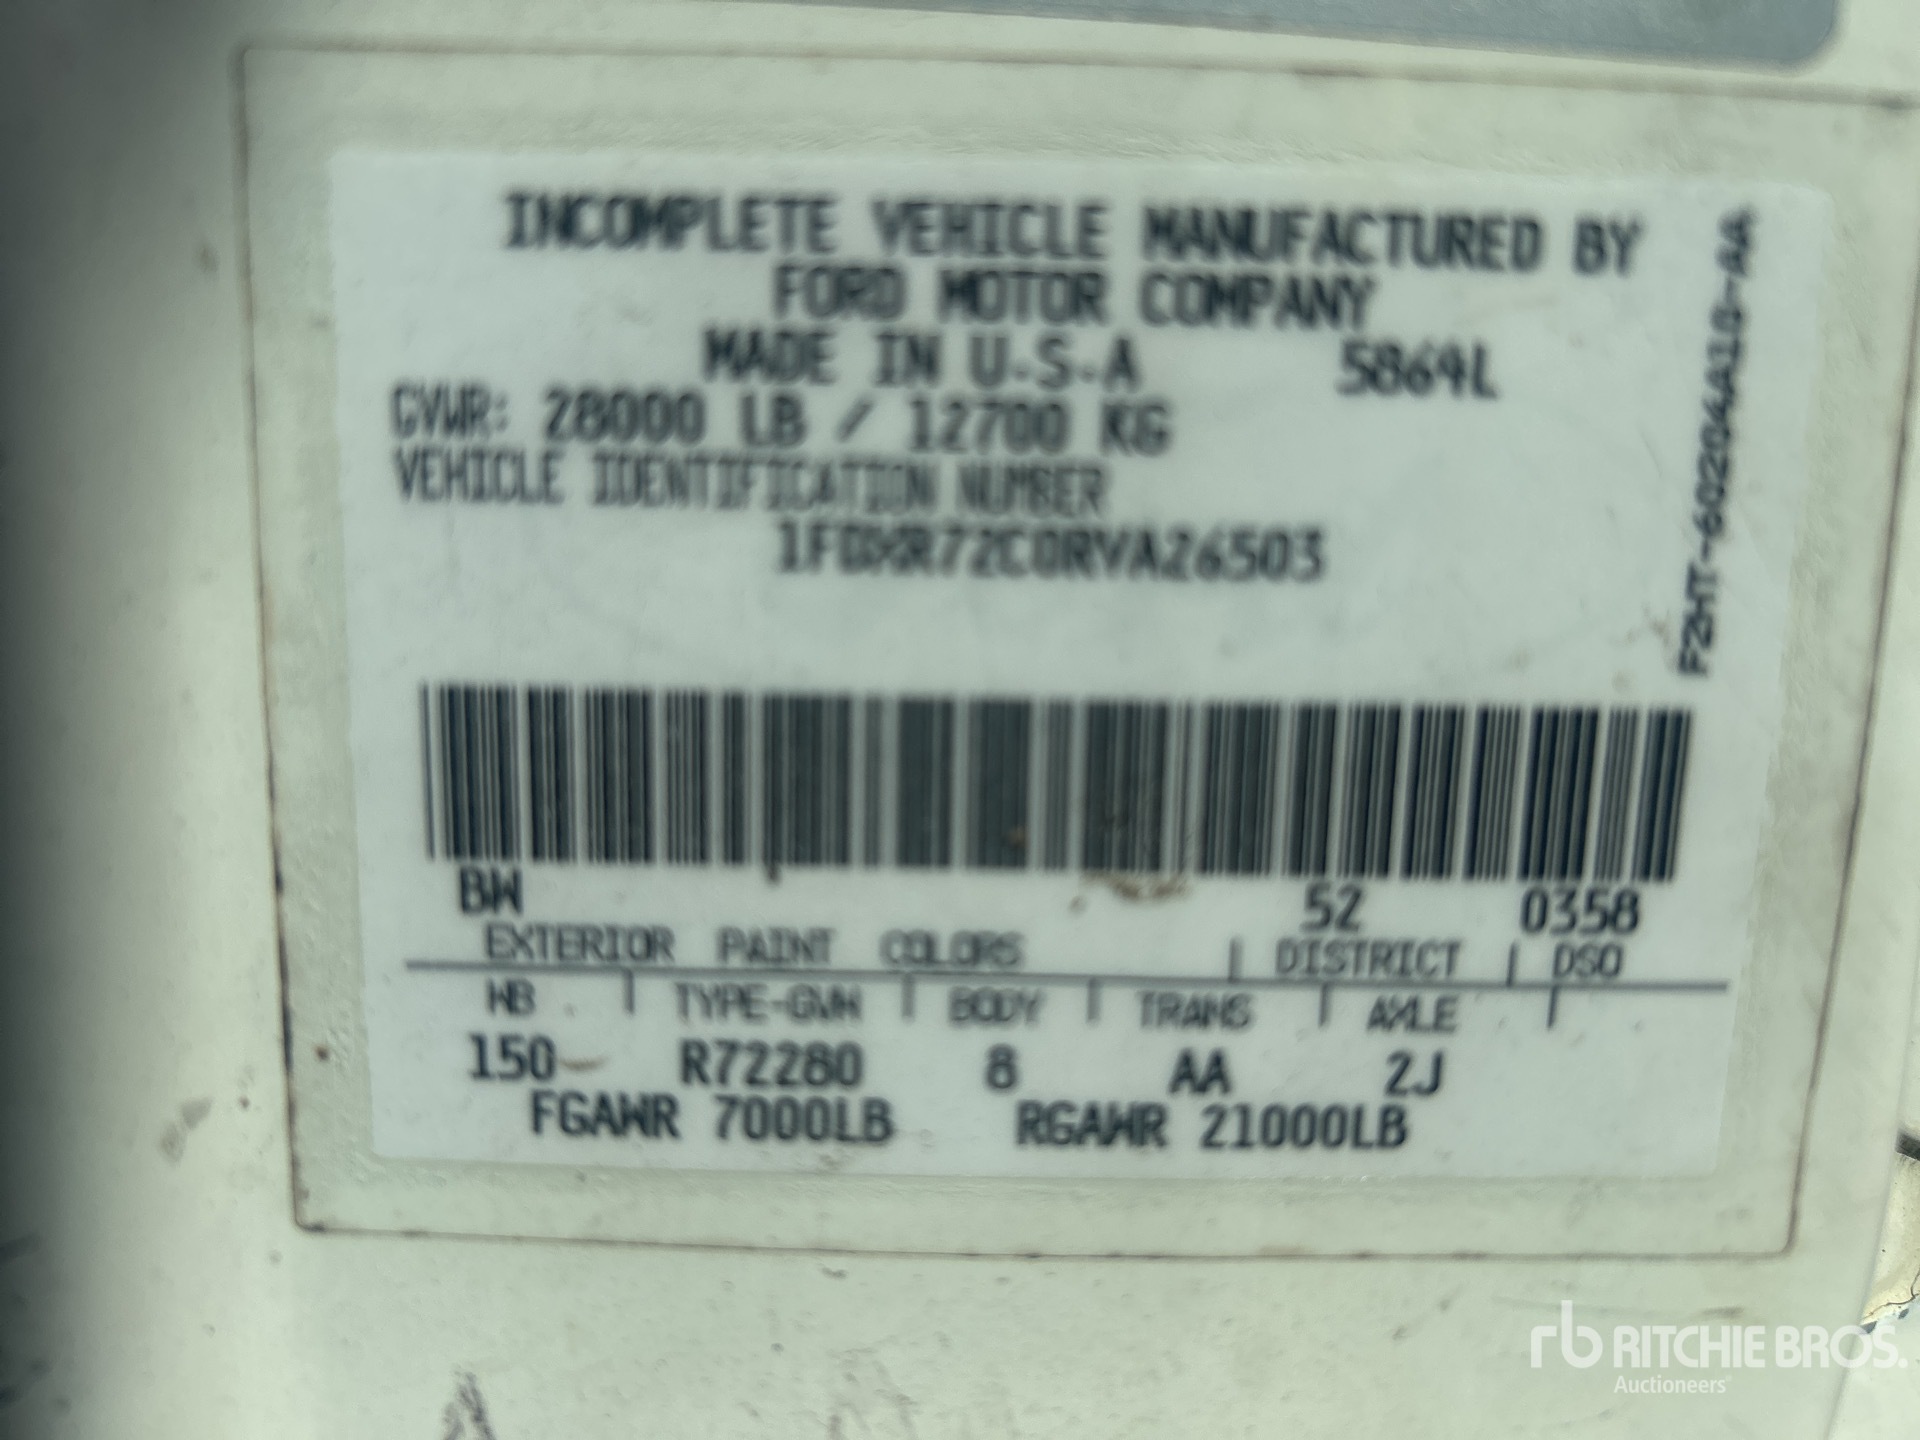 INCOMPLETE VEHICLE MANUFACTURED BY
FORD MOTOR COMPANY
MADE IN U.S.A 5864L
GVWR: 28000 LB / 12700 KG
VEHICLE IDENTIFICATION NUMBER
1FDXR72C0RVA26503
F2HT-60204A10-AA
BW 52 0358
EXTERIOR PAINT COLORS | DISTRICT | DSO
WB | TYPE-GVW | BODY | TRANS | AXLE |
150 R72280 8 AA 2J
FGAWR 7000LB RGAWR 21000LB
rb RITCHIE BROS.
Auctioneers